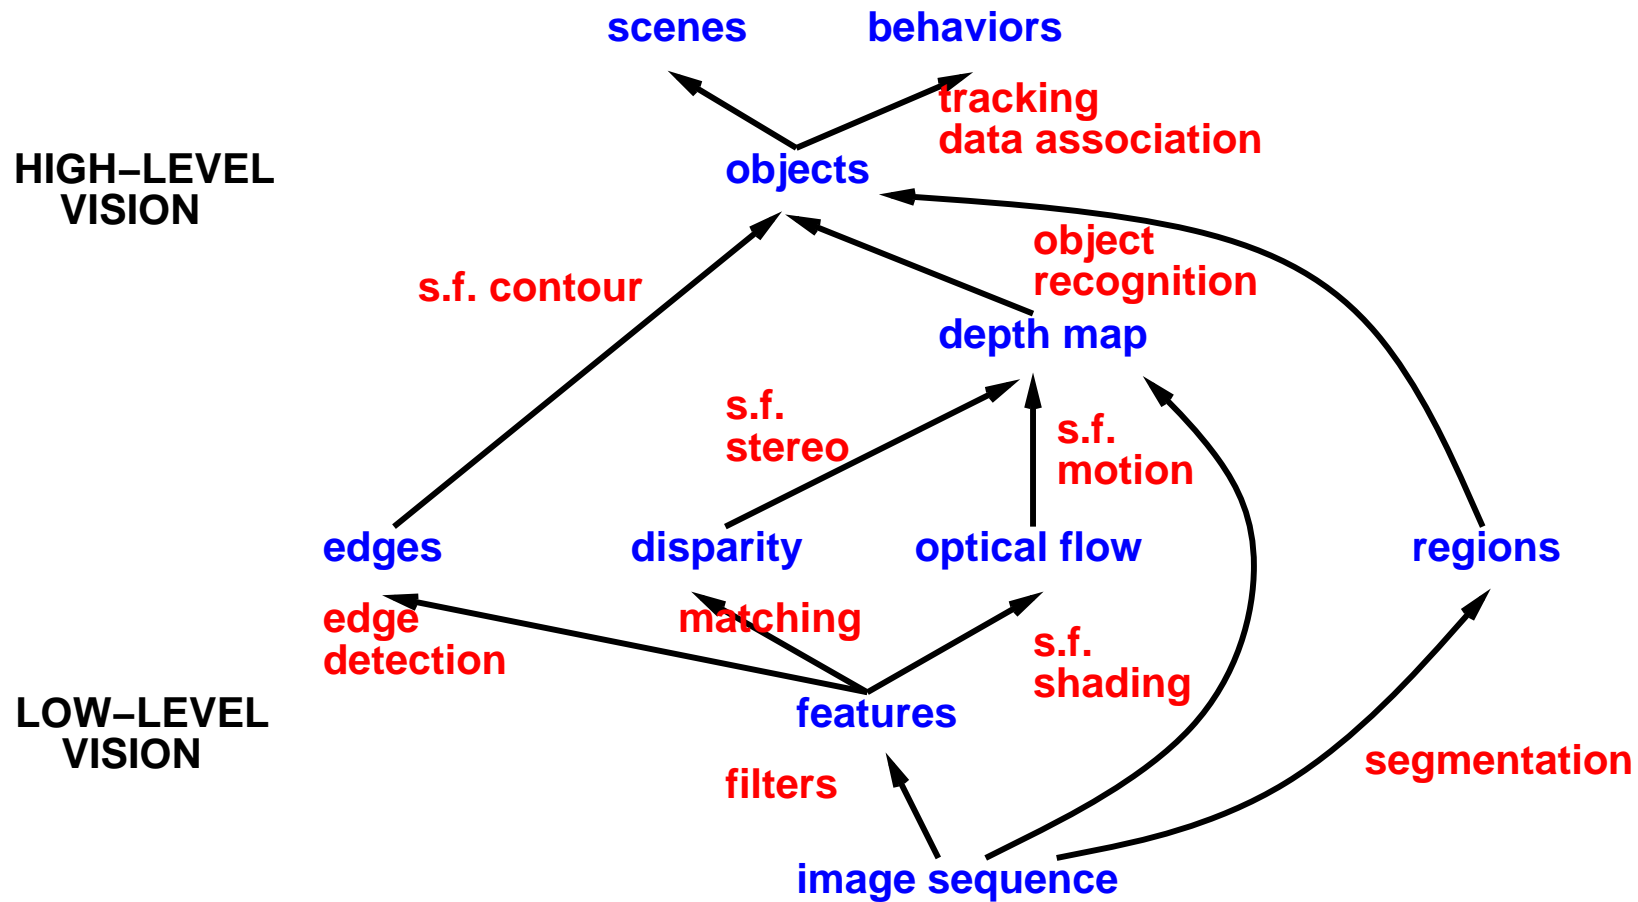 scenes
behaviors
tracking
data association
HIGH–LEVEL
VISION
objects
object
recognition
s.f. contour
depth map
s.f.
stereo
s.f.
motion
edges
disparity
optical flow
regions
edge
detection
matching
s.f.
shading
LOW–LEVEL
VISION
features
filters
segmentation
image sequence